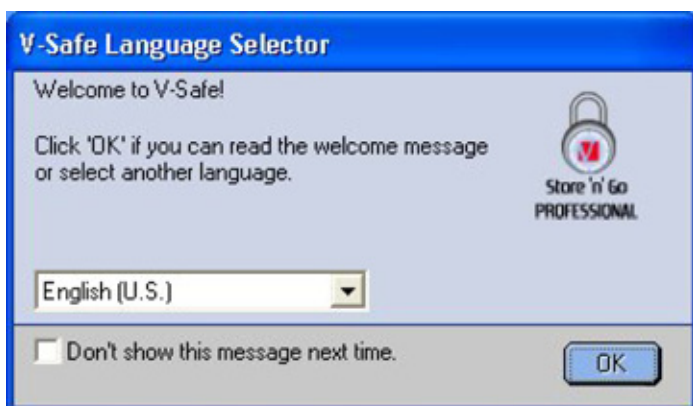 V-Safe Language Selector
Welcome to V-Safe!
Click 'OK' if you can read the welcome message
or select another language.
V
Store 'n' Go
PROFESSIONAL
English (U.S.)
Don't show this message next time.
OK